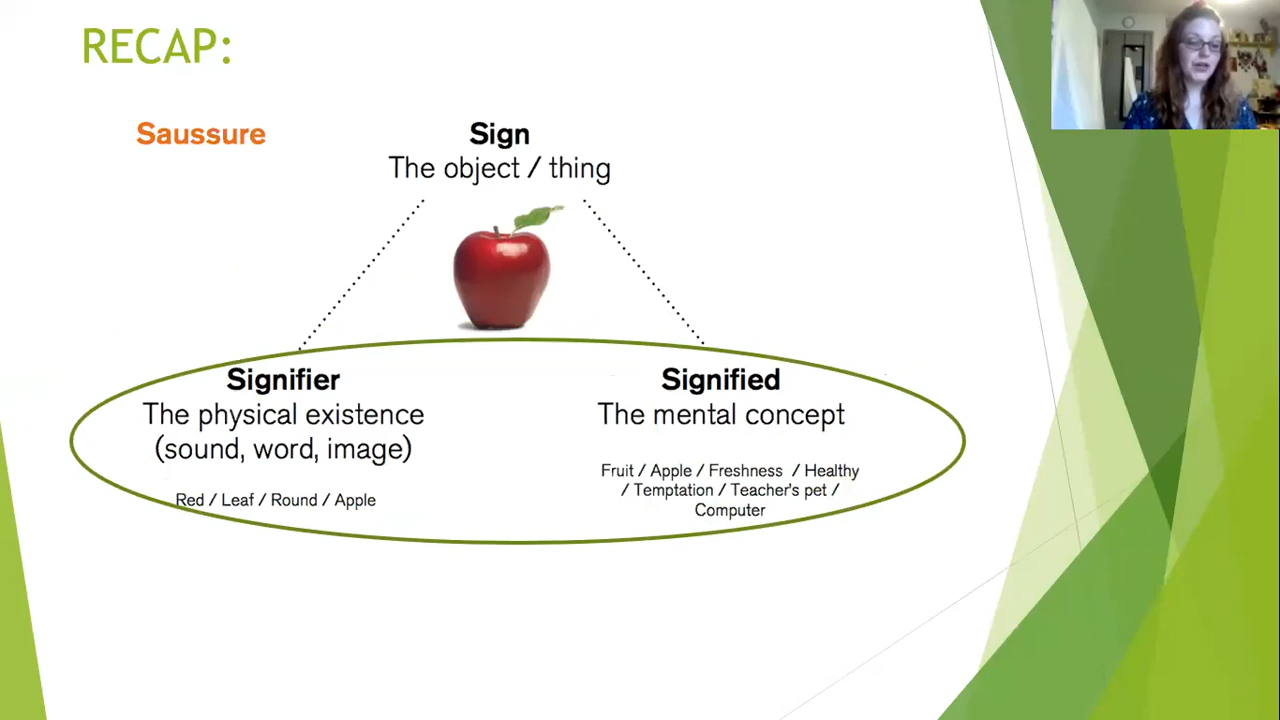 RECAP:
Saussure
Sign
The object / thing
Signifier
The physical existence
(sound, word, image)
Red / Leaf / Round / Apple
Signified
The mental concept
Fruit / Apple / Freshness / Healthy
/ Temptation / Teacher's pet /
Computer